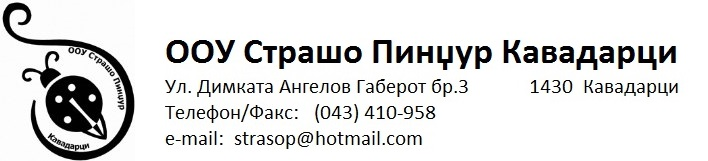 ООУ Страшо Пинџур
Кавадарци
ООУ Страшо Пинџур Кавадарци
Ул. Димката Ангелов Габерот бр.3 1430 Кавадарци
Телефон/Факс: (043) 410-958
e-mail: strasop@hotmail.com